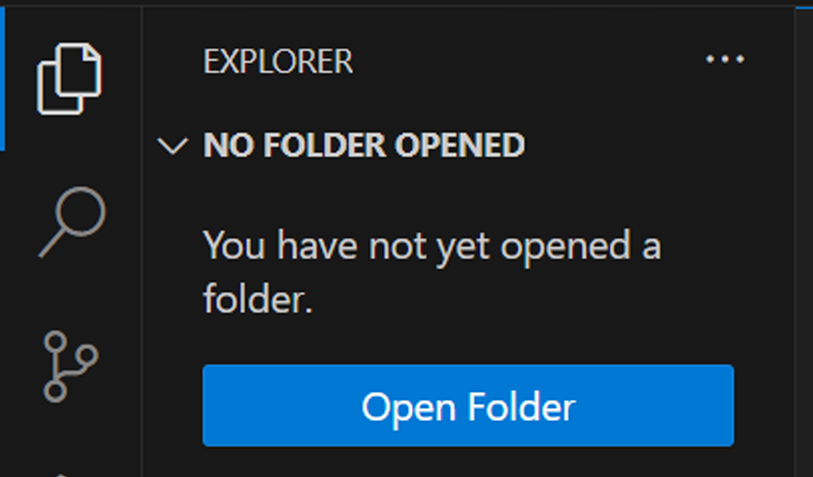 EXPLORER
NO FOLDER OPENED
You have not yet opened a
folder.
Open Folder